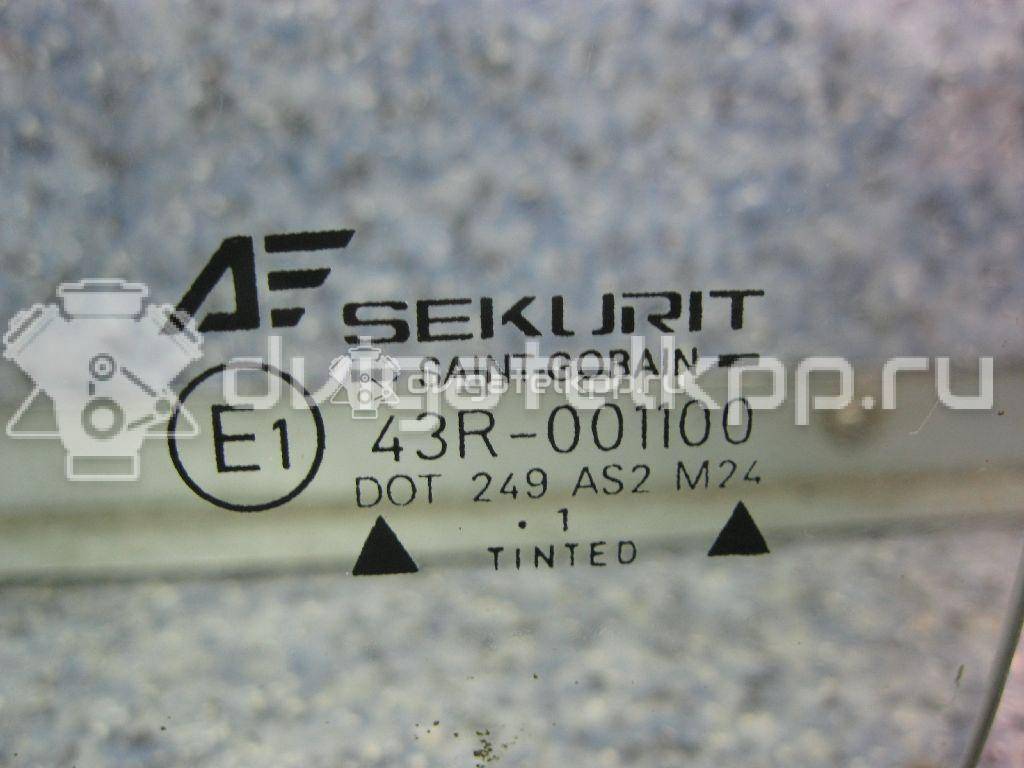 AF SEKURIT
SAINT-GOBAIN
dvigatelkpp.ru
E1 43R-001100
DOT 249 AS2 M24
. 1
TINTED